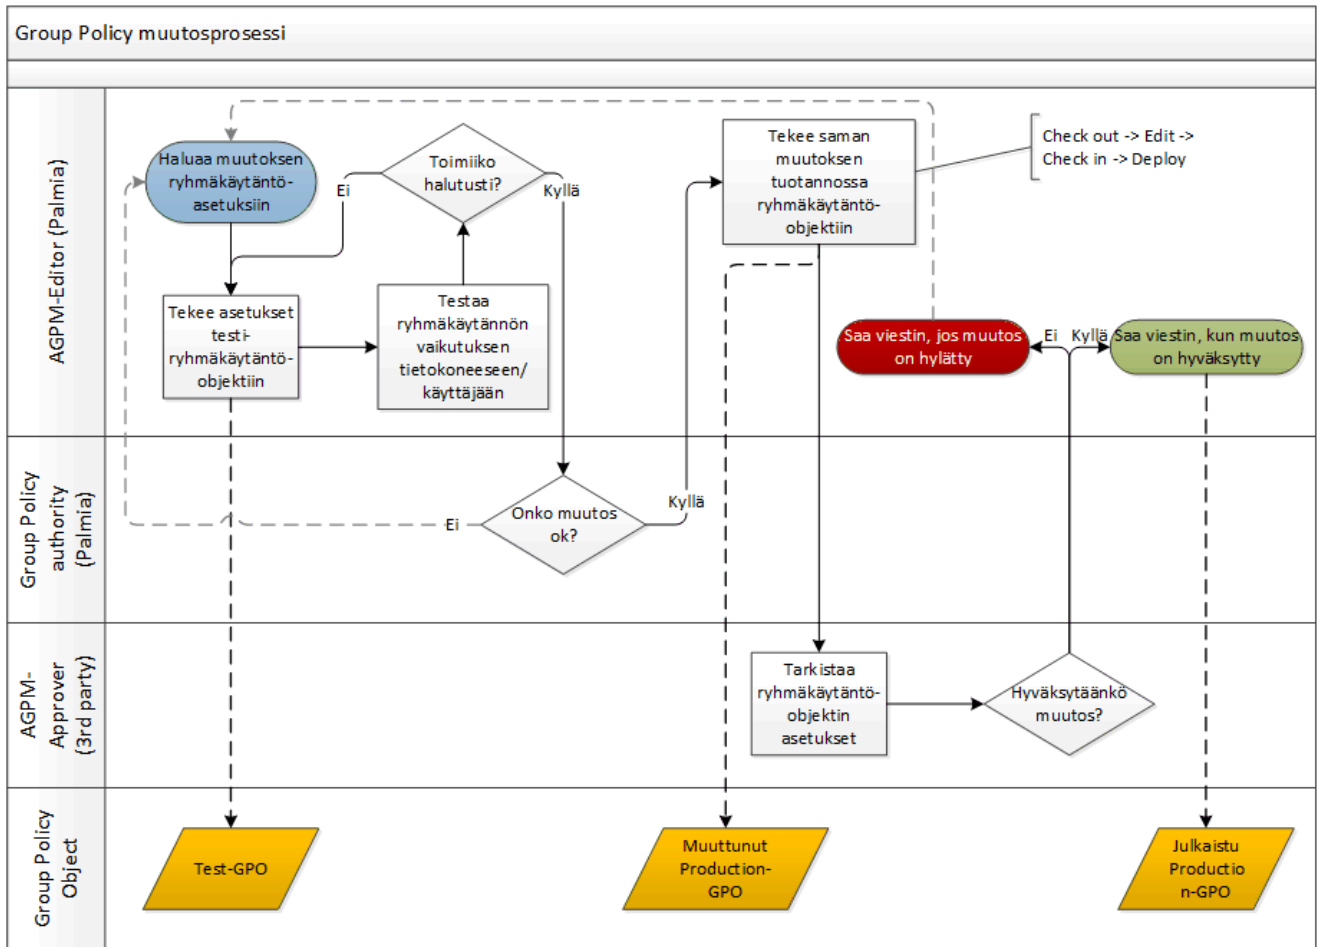 Group Policy muutosprosessi
AGPM-Editor (Palmia)
Haluaa muutoksen
ryhmäkäytäntö-
asetuksiin
Toimiiko
halutusti?
Ei
Kyllä
Tekee asetukset
testi-
ryhmäkäytäntö-
objektiin
Testaa
ryhmäkäytännön
vaikutuksen
tietokoneeseen/
käyttäjään
Tekee saman
muutoksen
tuotannossa
ryhmäkäytäntö-
objektiin
Check out -> Edit ->
Check in -> Deploy
Saa viestin, jos muutos
on hylätty
Ei
Kyllä
Saa viestin, kun muutos
on hyväksytty
Group Policy
authority
(Palmia)
Ei
Onko muutos
ok?
Kyllä
AGPM-
Approver
(3rd party)
Tarkistaa
ryhmäkäytäntö-
objektin
asetukset
Hyväksytäänkö
muutos?
Group Policy
Object
Test-GPO
Muuttunut
Production-
GPO
Julkaistu
Productio
n-GPO